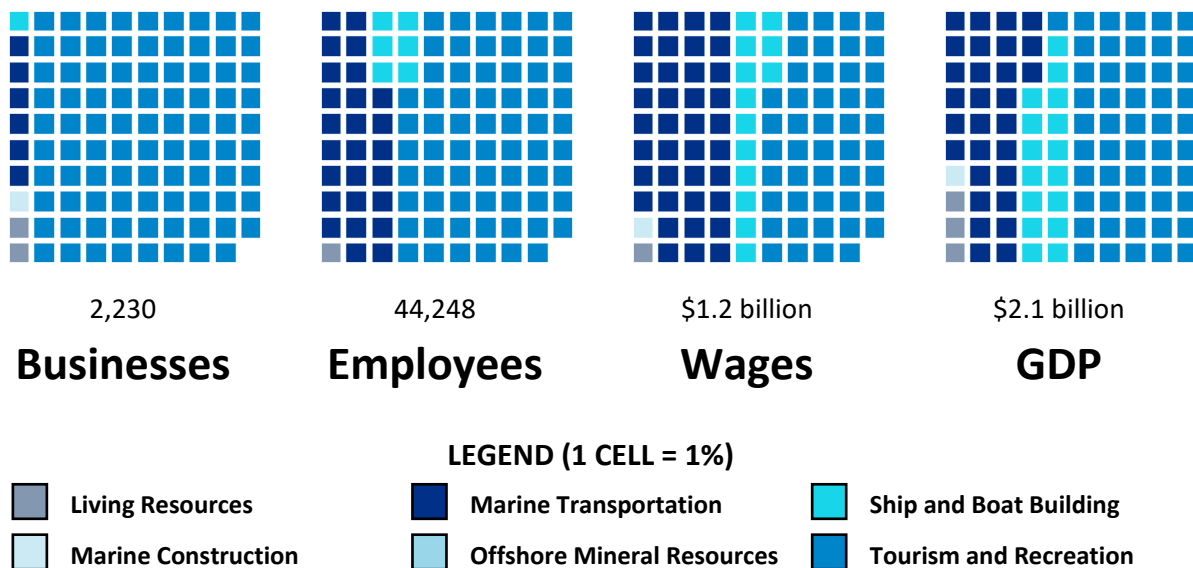 2,230 44,248 $1.2 billion $2.1 billion
Businesses Employees Wages GDP
LEGEND (1 CELL = 1%)
Living Resources Marine Transportation Ship and Boat Building
Marine Construction Offshore Mineral Resources Tourism and Recreation